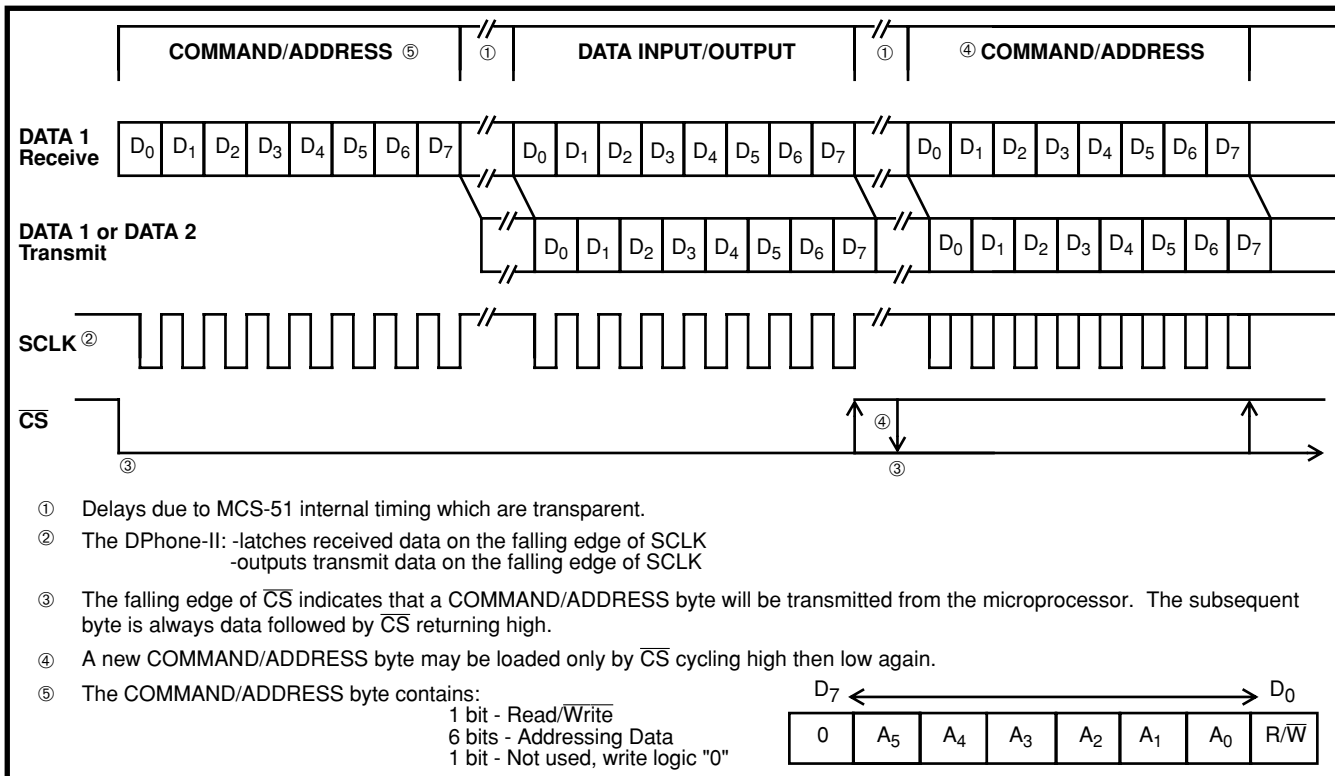 COMMAND/ADDRESS ⑤ ① DATA INPUT/OUTPUT ① ④ COMMAND/ADDRESS
DATA 1
Receive
D0 D1 D2 D3 D4 D5 D6 D7 D0 D1 D2 D3 D4 D5 D6 D7 D0 D1 D2 D3 D4 D5 D6 D7
DATA 1 or DATA 2
Transmit
D0 D1 D2 D3 D4 D5 D6 D7 D0 D1 D2 D3 D4 D5 D6 D7
SCLK ②
C̅S̅
④
③ ③
① Delays due to MCS-51 internal timing which are transparent.
② The DPhone-II: -latches received data on the falling edge of SCLK
-outputs transmit data on the falling edge of SCLK
③ The falling edge of C̅S̅ indicates that a COMMAND/ADDRESS byte will be transmitted from the microprocessor. The subsequent
byte is always data followed by C̅S̅ returning high.
④ A new COMMAND/ADDRESS byte may be loaded only by C̅S̅ cycling high then low again.
⑤ The COMMAND/ADDRESS byte contains:
1 bit - Read/W̅r̅i̅t̅e̅
6 bits - Addressing Data
1 bit - Not used, write logic "0"
D7 D0
0 A5 A4 A3 A2 A1 A0 R/W̅